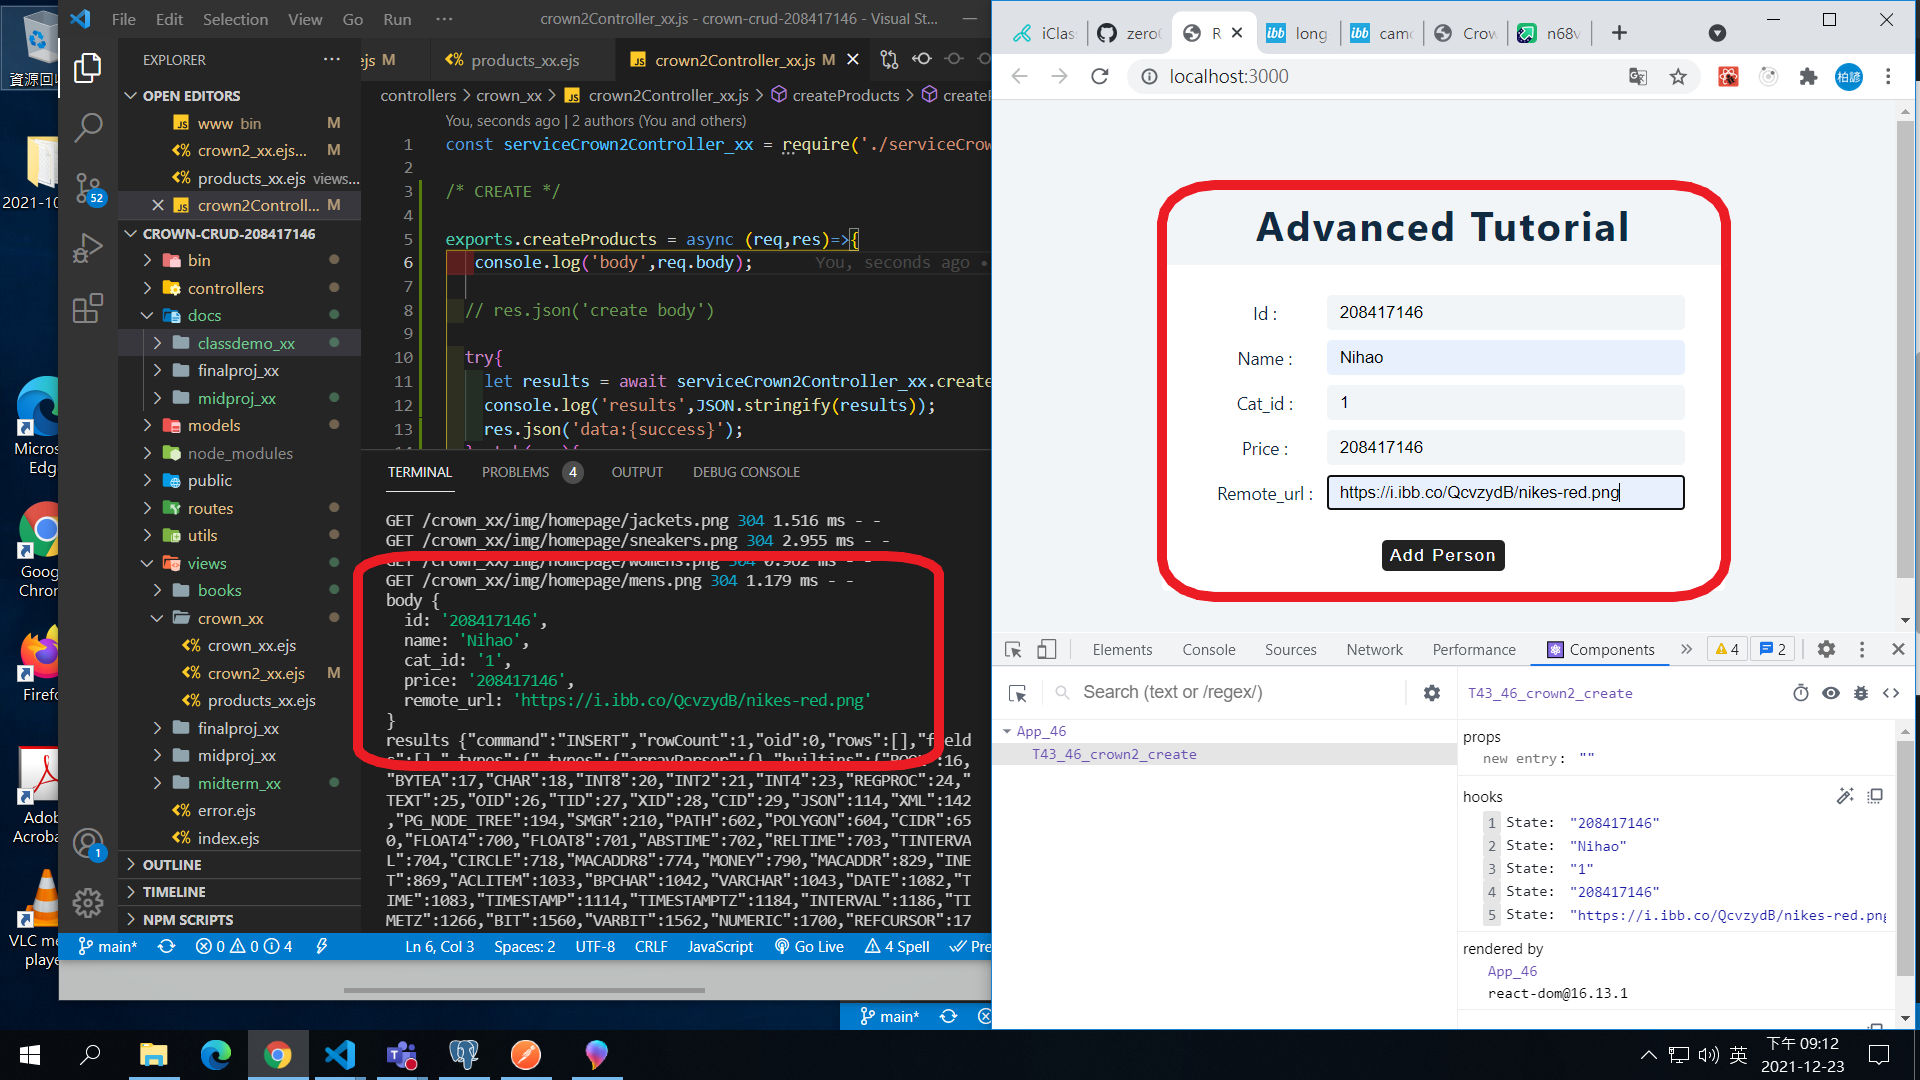 資源回收
2021-10
Microsoft
Edge
Google
Chrome
Firefox
Adobe
Acrobat
VLC media
player
File Edit Selection View Go Run ···
crown2Controller_xx.js - crown-crud-208417146 - Visual St...
EXPLORER
OPEN EDITORS
www bin M
crown2_xx.ejs... M
products_xx.ejs views...
crown2Controll... M
CROWN-CRUD-208417146
bin
controllers
docs
classdemo_xx
finalproj_xx
midproj_xx
models
node_modules
public
routes
utils
views
books
crown_xx
crown_xx.ejs
crown2_xx.ejs M
products_xx.ejs
finalproj_xx
midproj_xx
midterm_xx
error.ejs
index.ejs
OUTLINE
TIMELINE
NPM SCRIPTS
52
1
ejs M
products_xx.ejs
crown2Controller_xx.js M
controllers > crown_xx > crown2Controller_xx.js > createProducts > createP
You, seconds ago | 2 authors (You and others)
1 const serviceCrown2Controller_xx = require('./serviceCrow
2
3 /* CREATE */
4
5 exports.createProducts = async (req,res)=>{
6 console.log('body',req.body); You, seconds ago •
7
8 // res.json('create body')
9
10 try{
11 let results = await serviceCrown2Controller_xx.create
12 console.log('results',JSON.stringify(results));
13 res.json('data:{success}');
TERMINAL PROBLEMS 4 OUTPUT DEBUG CONSOLE
GET /crown_xx/img/homepage/jackets.png 304 1.516 ms - -
GET /crown_xx/img/homepage/sneakers.png 304 2.955 ms - -
GET /crown_xx/img/homepage/womens.png 304 0.982 ms - -
GET /crown_xx/img/homepage/mens.png 304 1.179 ms - -
body {
id: '208417146',
name: 'Nihao',
cat_id: '1',
price: '208417146',
remote_url: 'https://i.ibb.co/QcvzydB/nikes-red.png'
}
results {"command":"INSERT","rowCount":1,"oid":0,"rows":[],"field
s":[],"_types":{"_types":{"arrayParser":{},"builtins":{"BOOL":16,
"BYTEA":17,"CHAR":18,"INT8":20,"INT2":21,"INT4":23,"REGPROC":24,"
TEXT":25,"OID":26,"TID":27,"XID":28,"CID":29,"JSON":114,"XML":142
,"PG_NODE_TREE":194,"SMGR":210,"PATH":602,"POLYGON":604,"CIDR":65
0,"FLOAT4":700,"FLOAT8":701,"ABSTIME":702,"RELTIME":703,"TINTERVA
L":704,"CIRCLE":718,"MACADDR8":774,"MONEY":790,"MACADDR":829,"INE
T":869,"ACLITEM":1033,"BPCHAR":1042,"VARCHAR":1043,"DATE":1082,"T
IME":1083,"TIMESTAMP":1114,"TIMESTAMPTZ":1184,"INTERVAL":1186,"TI
METZ":1266,"BIT":1560,"VARBIT":1562,"NUMERIC":1700,"REFCURSOR":17
main* 0 0 4 Ln 6, Col 3 Spaces: 2 UTF-8 CRLF JavaScript Go Live 4 Spell Pre
main*
iClas zero R ibb long ibb camo Crow n68v
localhost:3000
柏諺
Advanced Tutorial
Id : 208417146
Name : Nihao
Cat_id : 1
Price : 208417146
Remote_url : https://i.ibb.co/QcvzydB/nikes-red.png
Add Person
Elements Console Sources Network Performance Components » 4 2
Search (text or /regex/)
App_46
T43_46_crown2_create
T43_46_crown2_create
props
new entry: ""
hooks
1 State: "208417146"
2 State: "Nihao"
3 State: "1"
4 State: "208417146"
5 State: "https://i.ibb.co/QcvzydB/nikes-red.png
rendered by
App_46
react-dom@16.13.1
英
下午 09:12
2021-12-23